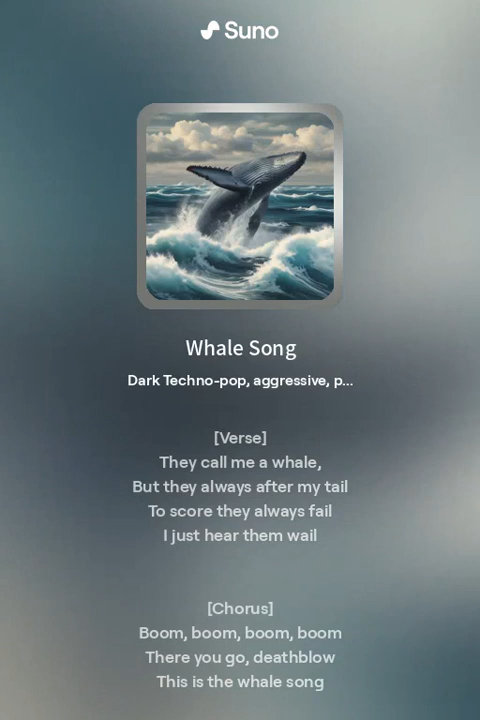 Suno
Whale Song
Dark Techno-pop, aggressive, p...
[Verse]
They call me a whale,
But they always after my tail
To score they always fail
I just hear them wail
[Chorus]
Boom, boom, boom, boom
There you go, deathblow
This is the whale song